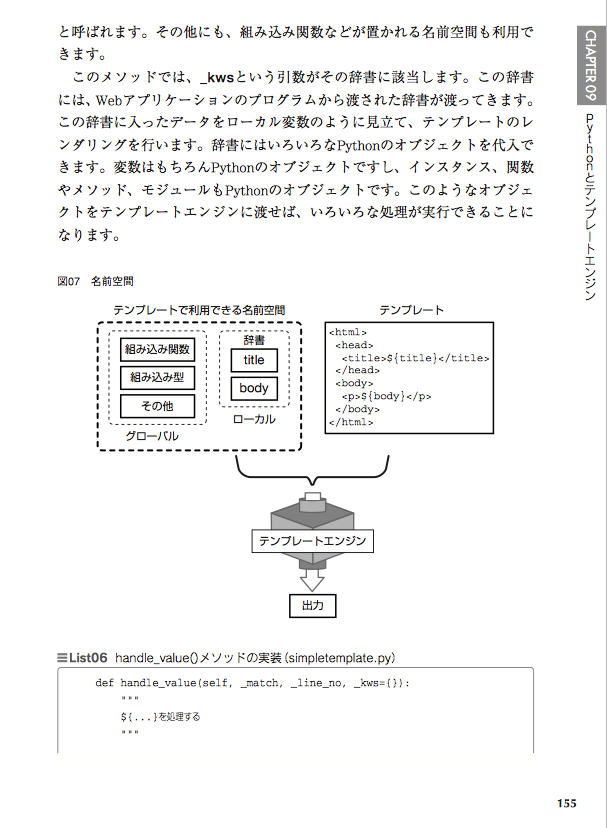 と呼ばれます。その他にも、組み込み関数などが置かれる名前空間も利用で
きます。
このメソッドでは、_kwsという引数がその辞書に該当します。この辞書
には、Webアプリケーションのプログラムから渡された辞書が渡ってきます。
この辞書に入ったデータをローカル変数のように見立て、テンプレートのレ
ンダリングを行います。辞書にはいろいろなPythonのオブジェクトを代入で
きます。変数はもちろんPythonのオブジェクトですし、インスタンス、関数
やメソッド、モジュールもPythonのオブジェクトです。このようなオブジェ
クトをテンプレートエンジンに渡せば、いろいろな処理が実行できることに
なります。
CHAPTER 09
Pythonとテンプレートエンジン
図07 名前空間
テンプレートで利用できる名前空間
組み込み関数
組み込み型
その他
グローバル
辞書
title
body
ローカル
テンプレート
<html>
<head>
<title>${title}</title>
</head>
<body>
<p>${body}</p>
</body>
</html>
テンプレートエンジン
出力
List06 handle_value()メソッドの実装(simpletemplate.py)
def handle_value(self, _match, _line_no, _kws={}):
"""
${...}を処理する
"""
155